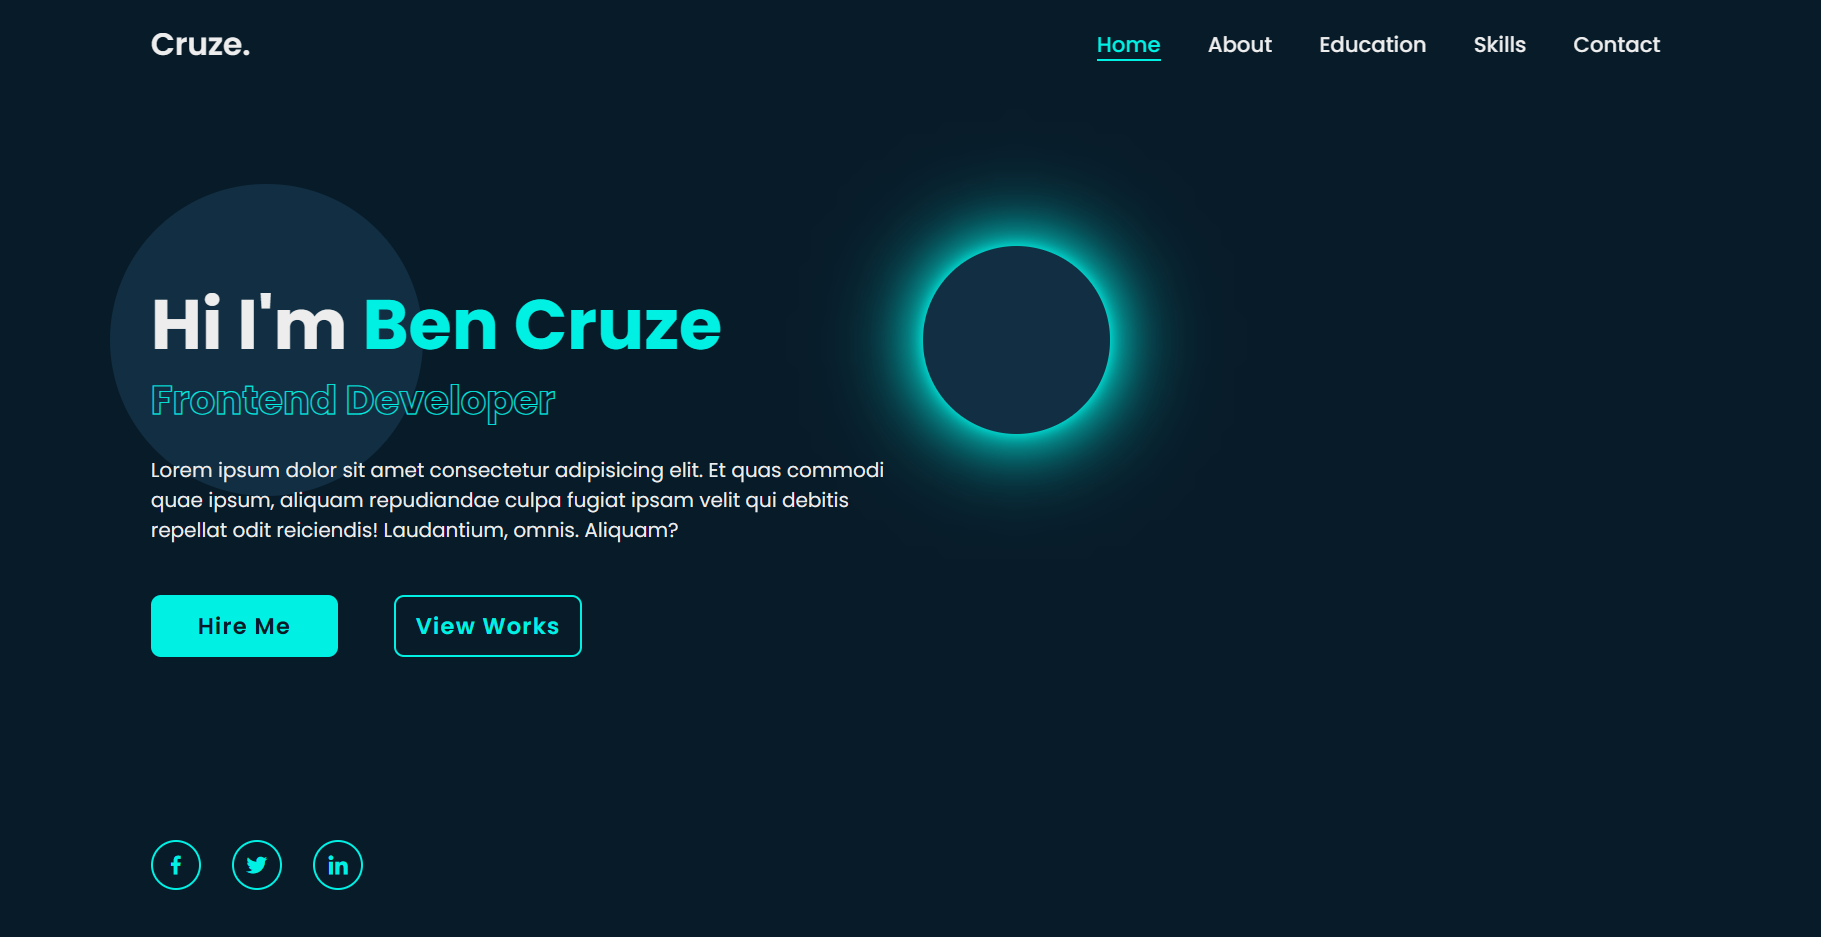 Cruze.
Home About Education Skills Contact
Hi I'm Ben Cruze
Frontend Developer
Lorem ipsum dolor sit amet consectetur adipisicing elit. Et quas commodi
quae ipsum, aliquam repudiandae culpa fugiat ipsam velit qui debitis
repellat odit reiciendis! Laudantium, omnis. Aliquam?
Hire Me
View Works